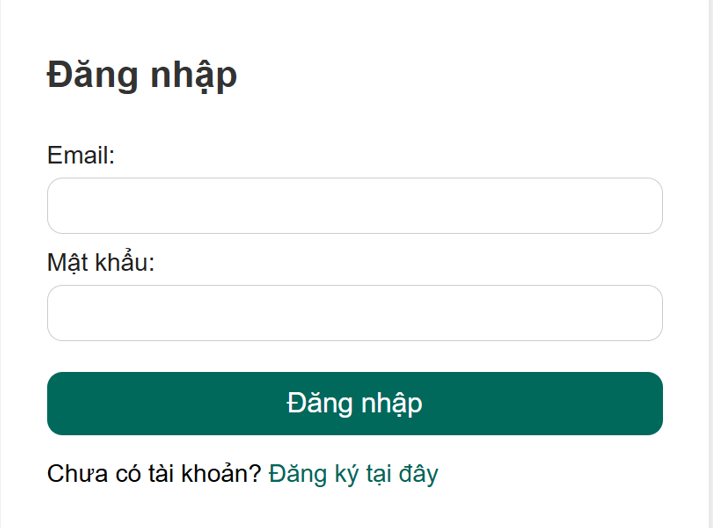 Đăng nhập
Email:
Mật khẩu:
Đăng nhập
Chưa có tài khoản? Đăng ký tại đây